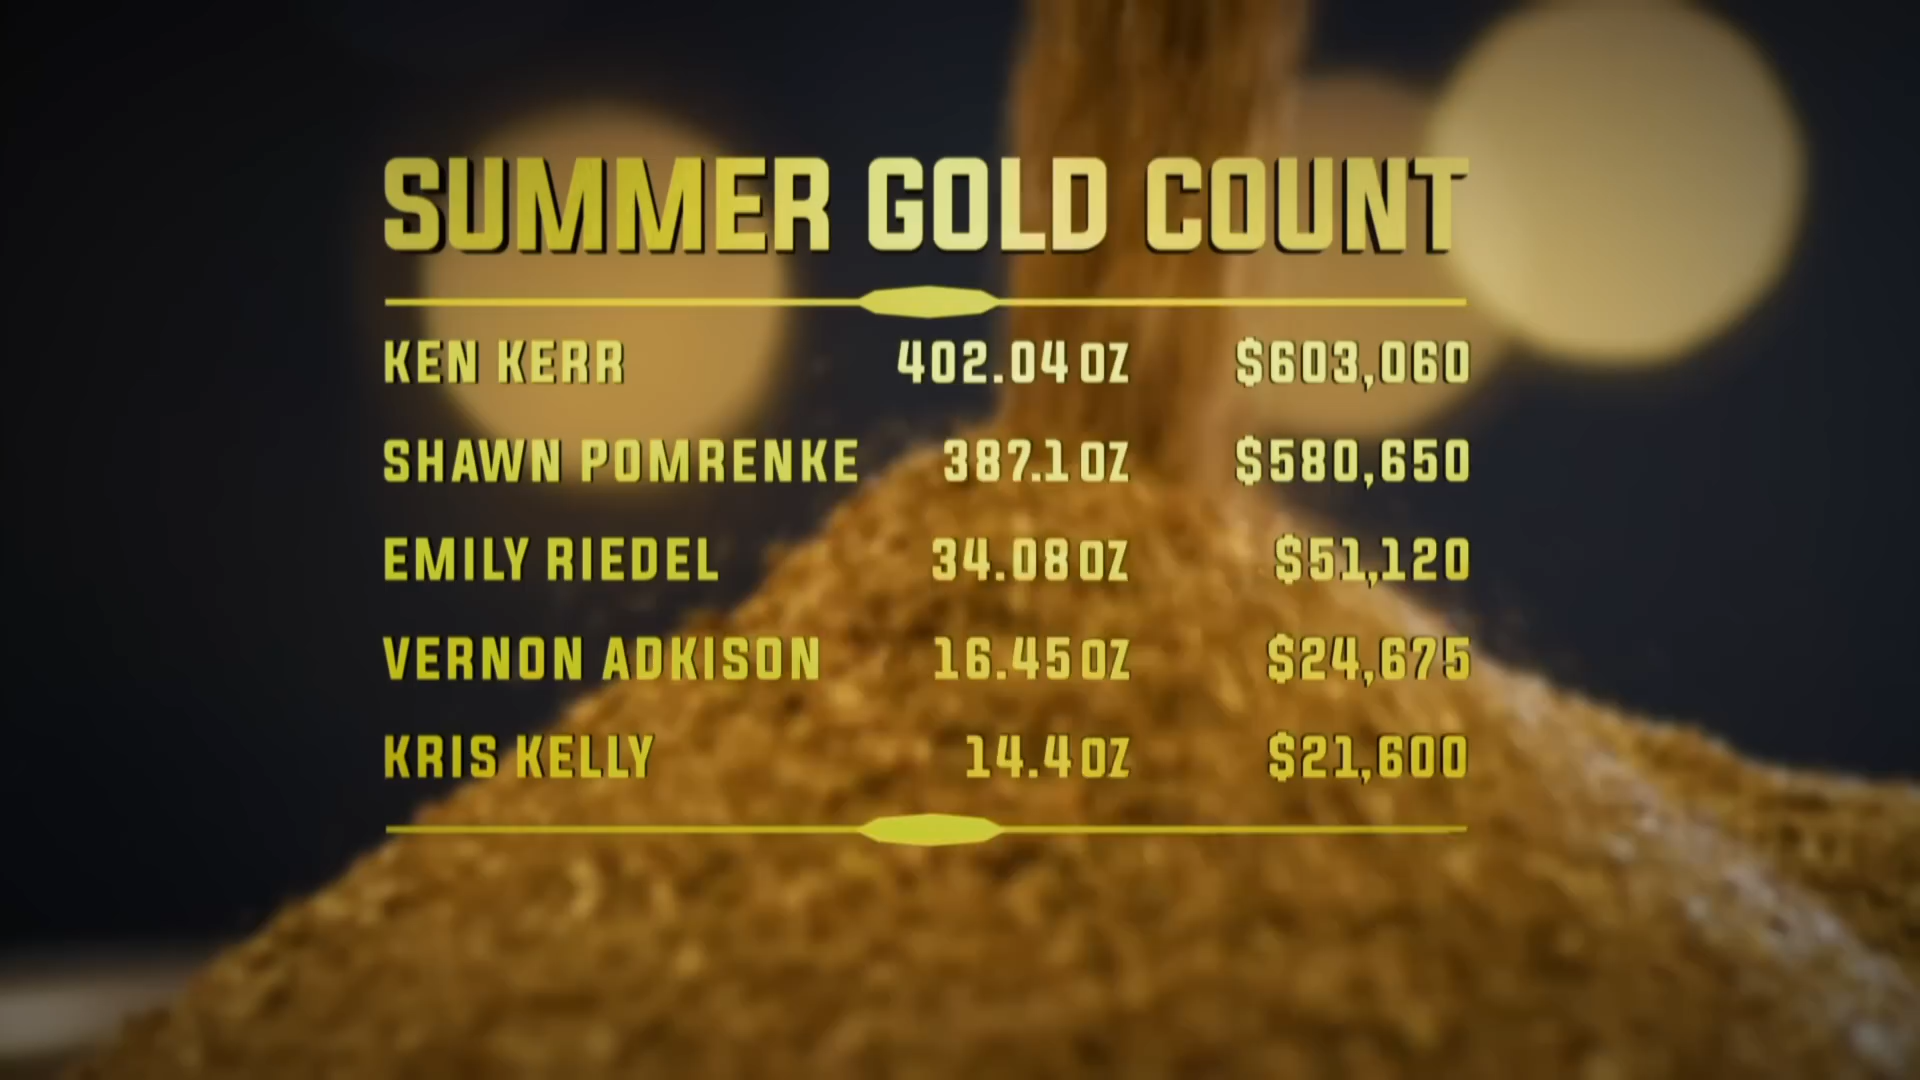 SUMMER GOLD COUNT
KEN KERR 402.04 OZ $603,060
SHAWN POMRENKE 387.1 OZ $580,650
EMILY RIEDEL 34.08 OZ $51,120
VERNON ADKISON 16.45 OZ $24,675
KRIS KELLY 14.4 OZ $21,600